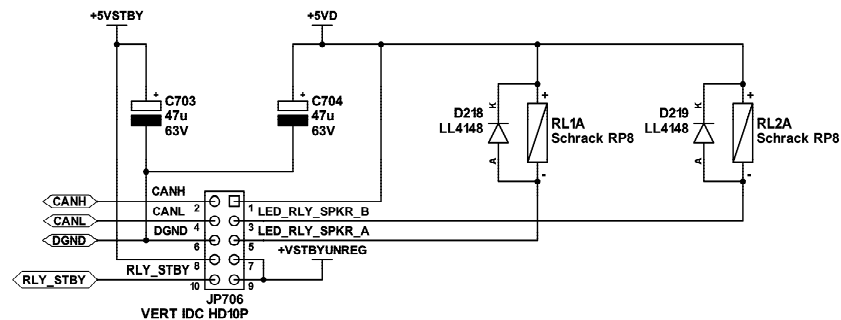 +5VSTBY
+5VD
+
C703
47u
63V
+
C704
47u
63V
D218
LL4148
K
A
+
RL1A
Schrack RP8
-
D219
LL4148
K
A
+
RL2A
Schrack RP8
-
CANH
CANH
2
1
LED_RLY_SPKR_B
CANL
CANL
4
3
LED_RLY_SPKR_A
DGND
DGND
6
5
+VSTBYUNREG
8
7
RLY_STBY
RLY_STBY
10
9
JP706
VERT IDC HD10P